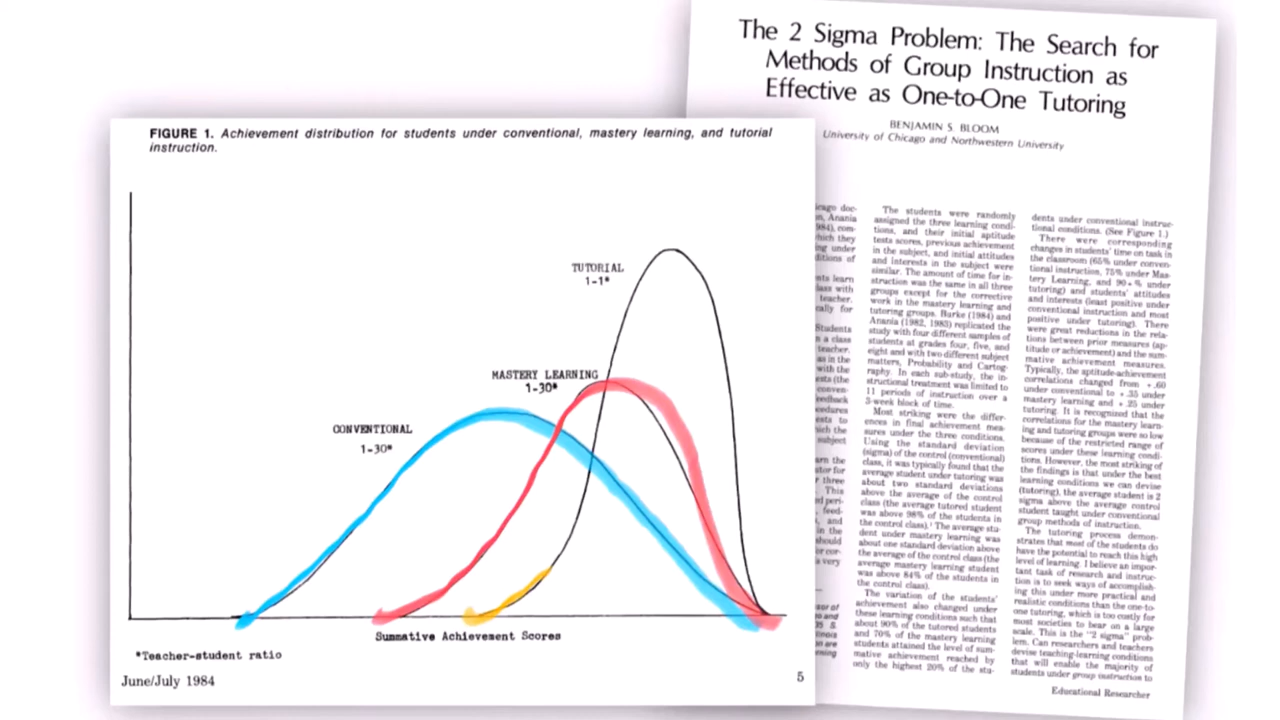 The 2 Sigma Problem: The Search for
Methods of Group Instruction as
Effective as One-to-One Tutoring
BENJAMIN S. BLOOM
University of Chicago and Northwestern University
FIGURE 1. Achievement distribution for students under conventional, mastery learning, and tutorial
instruction.
TUTORIAL
1-1*
MASTERY LEARNING
1-30*
CONVENTIONAL
1-30*
Summative Achievement Scores
*Teacher-student ratio
June/July 1984
5
The students were randomly
assigned the three learning condi-
tions, and their initial aptitude
tests scores, previous achievement
in the subject, and initial attitudes
and interests in the subject were
similar. The amount of time for in-
struction was the same in all three
groups except for the corrective
work in the mastery learning and
tutoring groups. Burke (1984) and
Anania (1982, 1983) replicated the
study with four different samples of
students at grades four, five, and
eight and with two different subject
matters, Probability and Cartog-
raphy. In each sub-study, the in-
structional treatment was limited to
11 periods of instruction over a
3-week block of time.
Most striking were the differ-
ences in final achievement mea-
sures under the three conditions.
Using the standard deviation
(sigma) of the control (conventional)
class, it was typically found that the
average student under tutoring was
about two standard deviations
above the average of the control
class (the average tutored student
was above 98% of the students in
the control class). The average stu-
dent under mastery learning was
about one standard deviation above
the average of the control class (the
average mastery learning student
was above 84% of the students in
the control class).
The variation of the students'
achievement also changed under
these learning conditions such that
about 90% of the tutored students
and 70% of the mastery learning
students attained the level of sum-
mative achievement reached by
only the highest 20% of the stu-
dents under conventional instruc-
tional conditions. (See Figure 1.)
There were corresponding
changes in students' time on task in
the classroom (65% under conven-
tional instruction, 75% under Mas-
tery Learning, and 90+% under
tutoring) and students' attitudes
and interests (least positive under
conventional instruction and most
positive under tutoring). There
were great reductions in the rela-
tions between prior measures (ap-
titude or achievement) and the sum-
mative achievement measures.
Typically, the aptitude-achievement
correlations changed from +.60
under conventional to +.35 under
mastery learning and +.25 under
tutoring. It is recognized that the
correlations for the mastery learn-
ing and tutoring groups were so low
because of the restricted range of
scores under these learning condi-
tions. However, the most striking of
the findings is that under the best
learning conditions we can devise
(tutoring), the average student is 2
sigma above the average control
student taught under conventional
group methods of instruction.
The tutoring process demon-
strates that most of the students do
have the potential to reach this high
level of learning. I believe an impor-
tant task of research and instruc-
tion is to seek ways of accomplish-
ing this under more practical and
realistic conditions than the one-to-
one tutoring, which is too costly for
most societies to bear on a large
scale. This is the "2 sigma" prob-
lem. Can researchers and teachers
devise teaching-learning conditions
that will enable the majority of
students under group instruction to
Educational Researcher